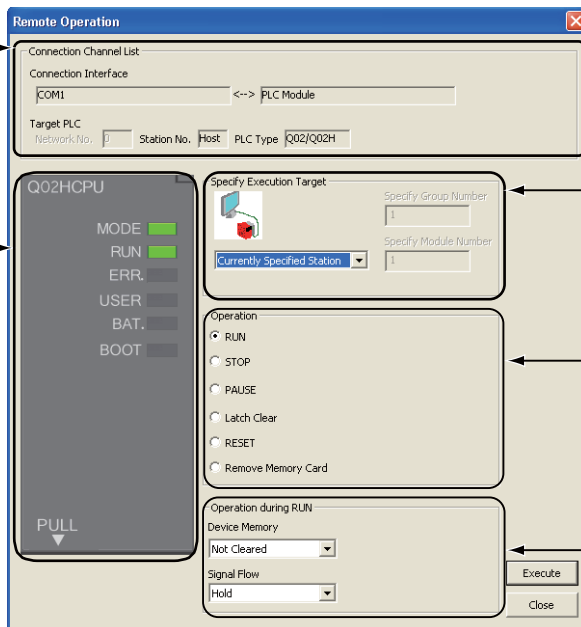 Remote Operation
Connection Channel List
Connection Interface
COM1 <--> PLC Module
Target PLC
Network No. 0 Station No. Host PLC Type Q02/Q02H
Q02HCPU
MODE
RUN
ERR.
USER
BAT.
BOOT
PULL
Specify Execution Target
Currently Specified Station
Specify Group Number
1
Specify Module Number
1
Operation
RUN
STOP
PAUSE
Latch Clear
RESET
Remove Memory Card
Operation during RUN
Device Memory
Not Cleared
Signal Flow
Hold
Execute
Close